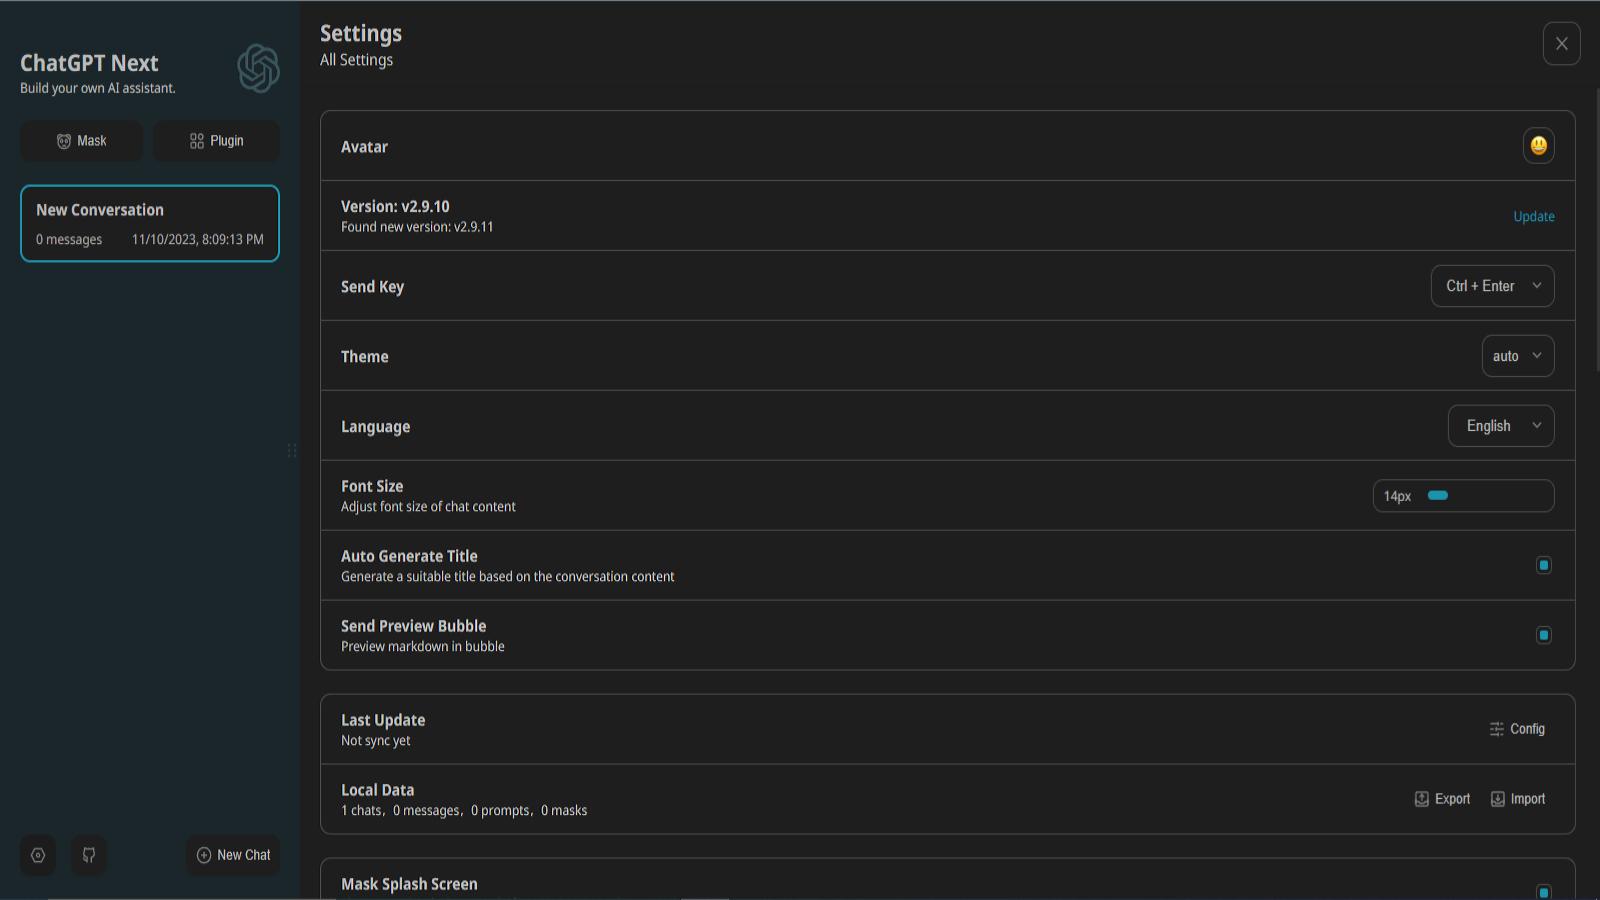 ChatGPT Next
Build your own AI assistant.
Mask
Plugin
New Conversation
0 messages
11/10/2023, 8:09:13 PM
New Chat
Settings
All Settings
Avatar
Version: v2.9.10
Found new version: v2.9.11
Update
Send Key
Ctrl + Enter
Theme
auto
Language
English
Font Size
Adjust font size of chat content
14px
Auto Generate Title
Generate a suitable title based on the conversation content
Send Preview Bubble
Preview markdown in bubble
Last Update
Not sync yet
Config
Local Data
1 chats，0 messages，0 prompts，0 masks
Export
Import
Mask Splash Screen